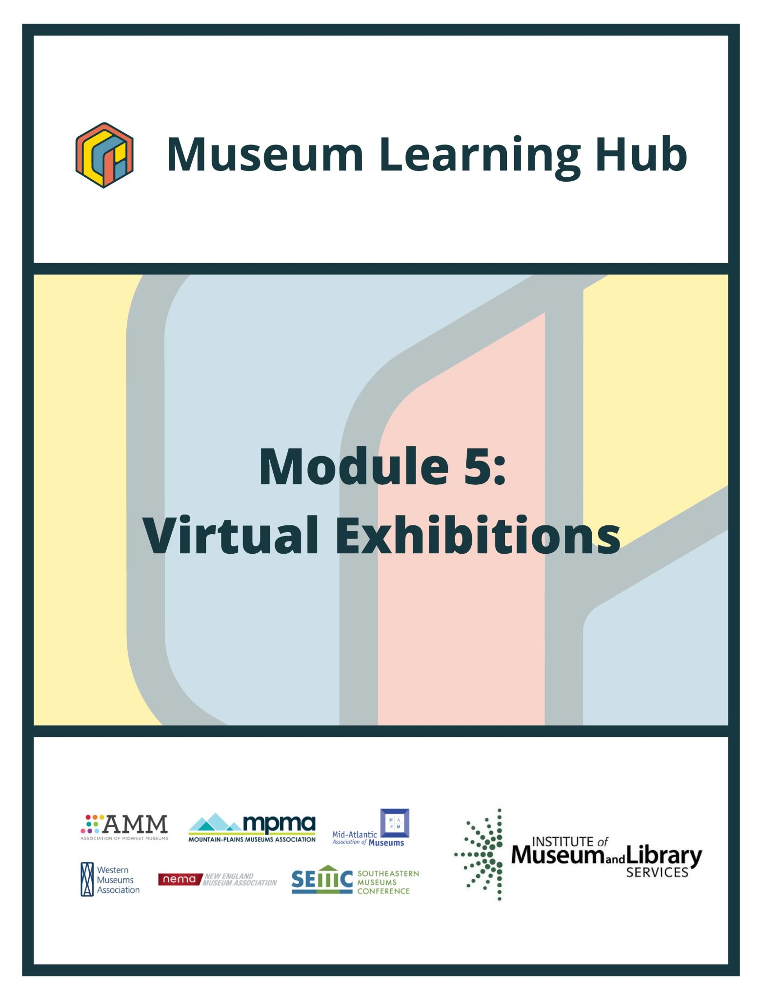 Museum Learning Hub
Module 5:
Virtual Exhibitions
AMM
ASSOCIATION OF MIDWEST MUSEUMS
mpma
MOUNTAIN-PLAINS MUSEUMS ASSOCIATION
M A
A M
Mid-Atlantic
Association of Museums
Western
Museums
Association
nema
NEW ENGLAND
MUSEUM ASSOCIATION
SEMC
SOUTHEASTERN
MUSEUMS
CONFERENCE
INSTITUTE of
Museum and Library
SERVICES